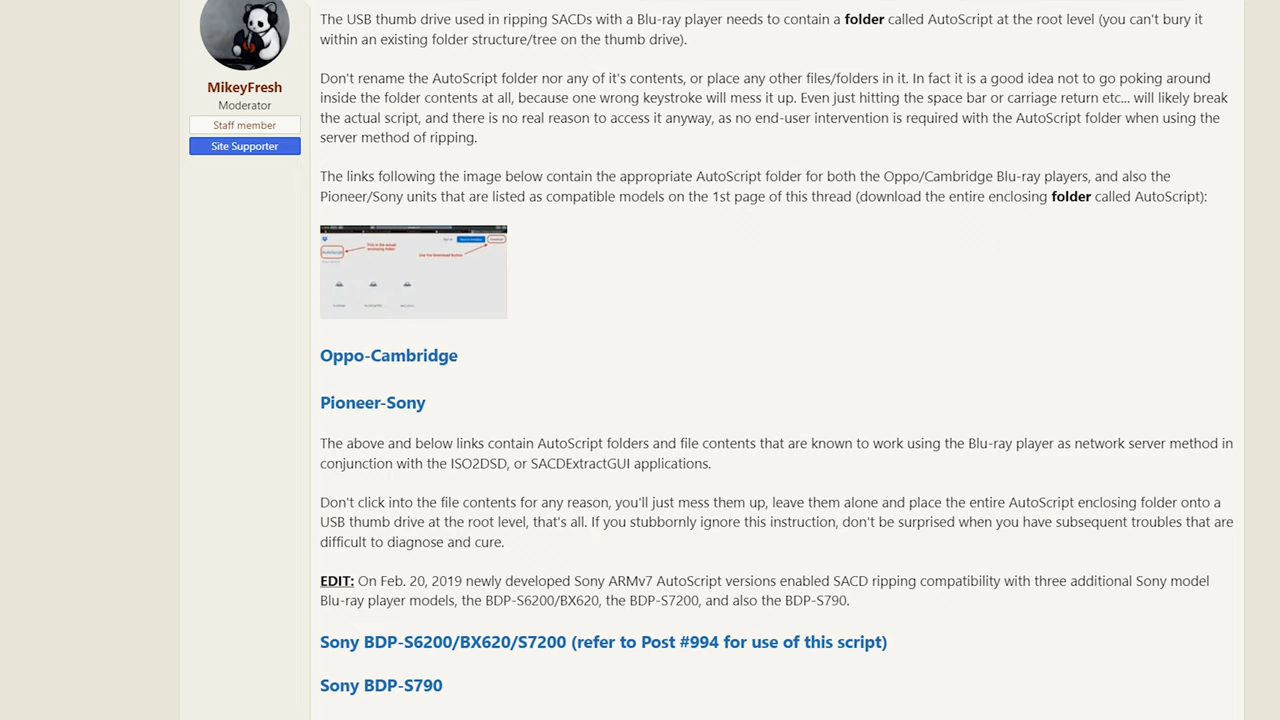 The USB thumb drive used in ripping SACDs with a Blu-ray player needs to contain a folder called AutoScript at the root level (you can't bury it
within an existing folder structure/tree on the thumb drive).
MikeyFresh
Moderator
Staff member
Site Supporter
Don't rename the AutoScript folder nor any of it's contents, or place any other files/folders in it. In fact it is a good idea not to go poking around
inside the folder contents at all, because one wrong keystroke will mess it up. Even just hitting the space bar or carriage return etc... will likely break
the actual script, and there is no real reason to access it anyway, as no end-user intervention is required with the AutoScript folder when using the
server method of ripping.
The links following the image below contain the appropriate AutoScript folder for both the Oppo/Cambridge Blu-ray players, and also the
Pioneer/Sony units that are listed as compatible models on the 1st page of this thread (download the entire enclosing folder called AutoScript):
Oppo-Cambridge
Pioneer-Sony
The above and below links contain AutoScript folders and file contents that are known to work using the Blu-ray player as network server method in
conjunction with the ISO2DSD, or SACDExtractGUI applications.
Don't click into the file contents for any reason, you'll just mess them up, leave them alone and place the entire AutoScript enclosing folder onto a
USB thumb drive at the root level, that's all. If you stubbornly ignore this instruction, don't be surprised when you have subsequent troubles that are
difficult to diagnose and cure.
EDIT: On Feb. 20, 2019 newly developed Sony ARMv7 AutoScript versions enabled SACD ripping compatibility with three additional Sony model
Blu-ray player models, the BDP-S6200/BX620, the BDP-S7200, and also the BDP-S790.
Sony BDP-S6200/BX620/S7200 (refer to Post #994 for use of this script)
Sony BDP-S790